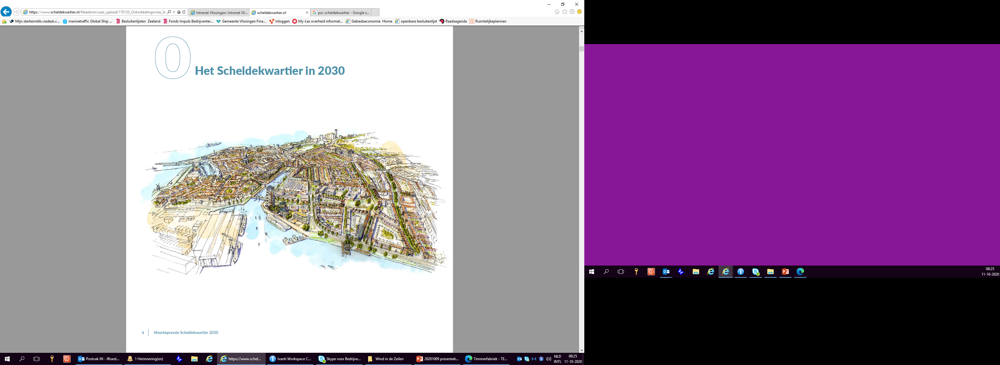 https://www.scheldekwartier.nl/fileadmin/user_upload/170120_Ontwikkelingsvisie_Sc
Intranet Vlissingen: Intranet Vli...
scheldekwartier.nl
pzc scheldekwartier - Google z...
Mijn sterkermkb.viadesk.c...
marinetraffic Global Ship ...
Besluitenlijsten Zeeland
Fonds Impuls Bedrijventer...
Gemeente Vlissingen Fina...
Inloggen
My-Lex overheid informat...
Gebiedseconomie Home
openbare besluitenlijst
Raadsagenda
Ruimtelijkeplannen
0 Het Scheldekwartier in 2030
4 Sfeerimpressie Scheldekwartier 2030
Postvak IN - JRoest...
1 Herinnering(en)
https://www.schel...
Ivanti Workspace C...
Skype voor Bedrijve...
Wind in de Zeilen
20201009 presentati...
Timmerfabriek - TE...
NLD
INTL
08:25
11-10-2020
08:25
11-10-2020